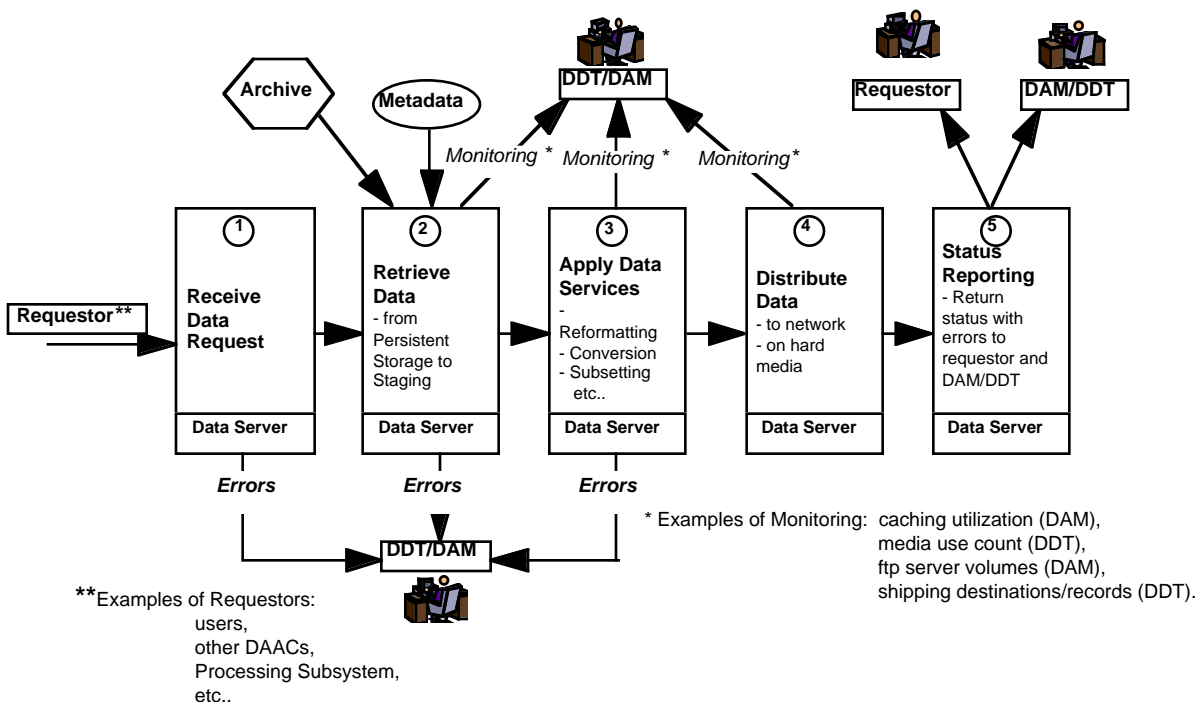 Archive
Metadata
DDT/DAM
Requestor
DAM/DDT
Monitoring *
Monitoring *
Monitoring*
Requestor**
1
Receive
Data
Request
Data Server
2
Retrieve
Data
- from
Persistent
Storage to
Staging
Data Server
3
Apply Data
Services
-
Reformatting
- Conversion
- Subsetting
etc..
Data Server
4
Distribute
Data
- to network
- on hard
media
Data Server
5
Status
Reporting
- Return
status with
errors to
requestor and
DAM/DDT
Data Server
Errors
Errors
Errors
DDT/DAM
* Examples of Monitoring: caching utilization (DAM),
media use count (DDT),
ftp server volumes (DAM),
shipping destinations/records (DDT).
**Examples of Requestors:
users,
other DAACs,
Processing Subsystem,
etc..